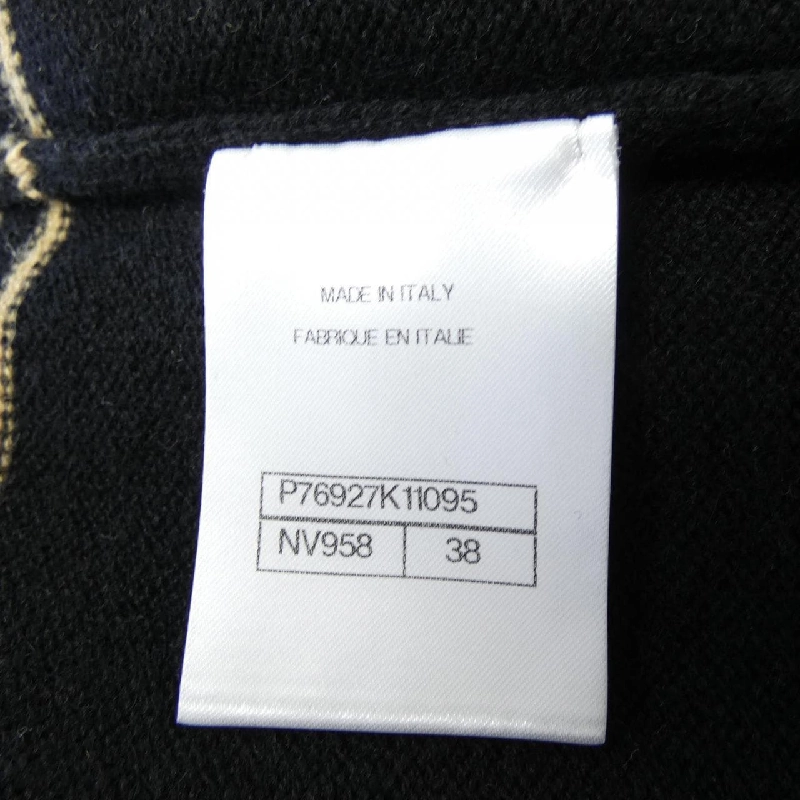 MADE IN ITALY
FABRIQUE EN ITALIE
P76927K11095
NV958 38